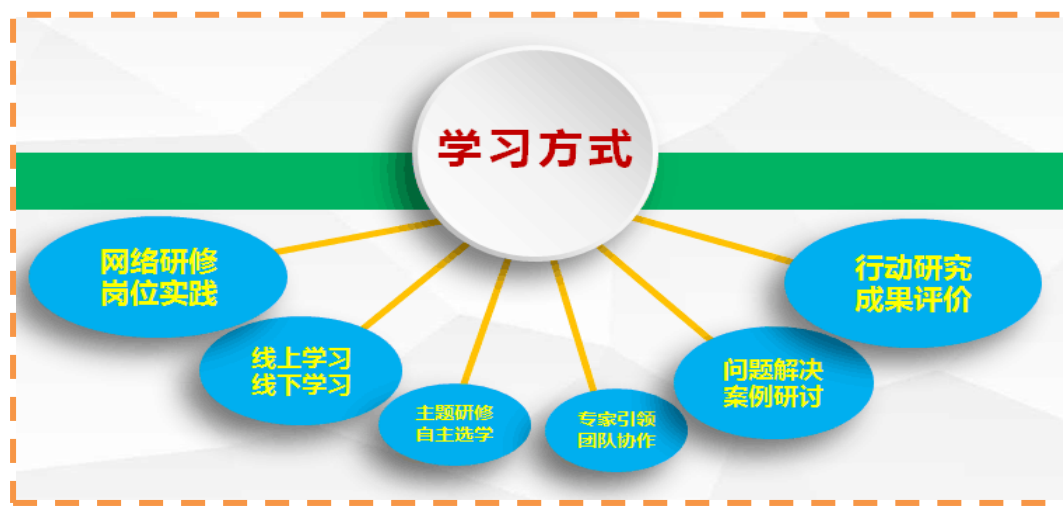 学习方式
网络研修
岗位实践
线上学习
线下学习
主题研修
自主选学
专家引领
团队协作
问题解决
案例研讨
行动研究
成果评价